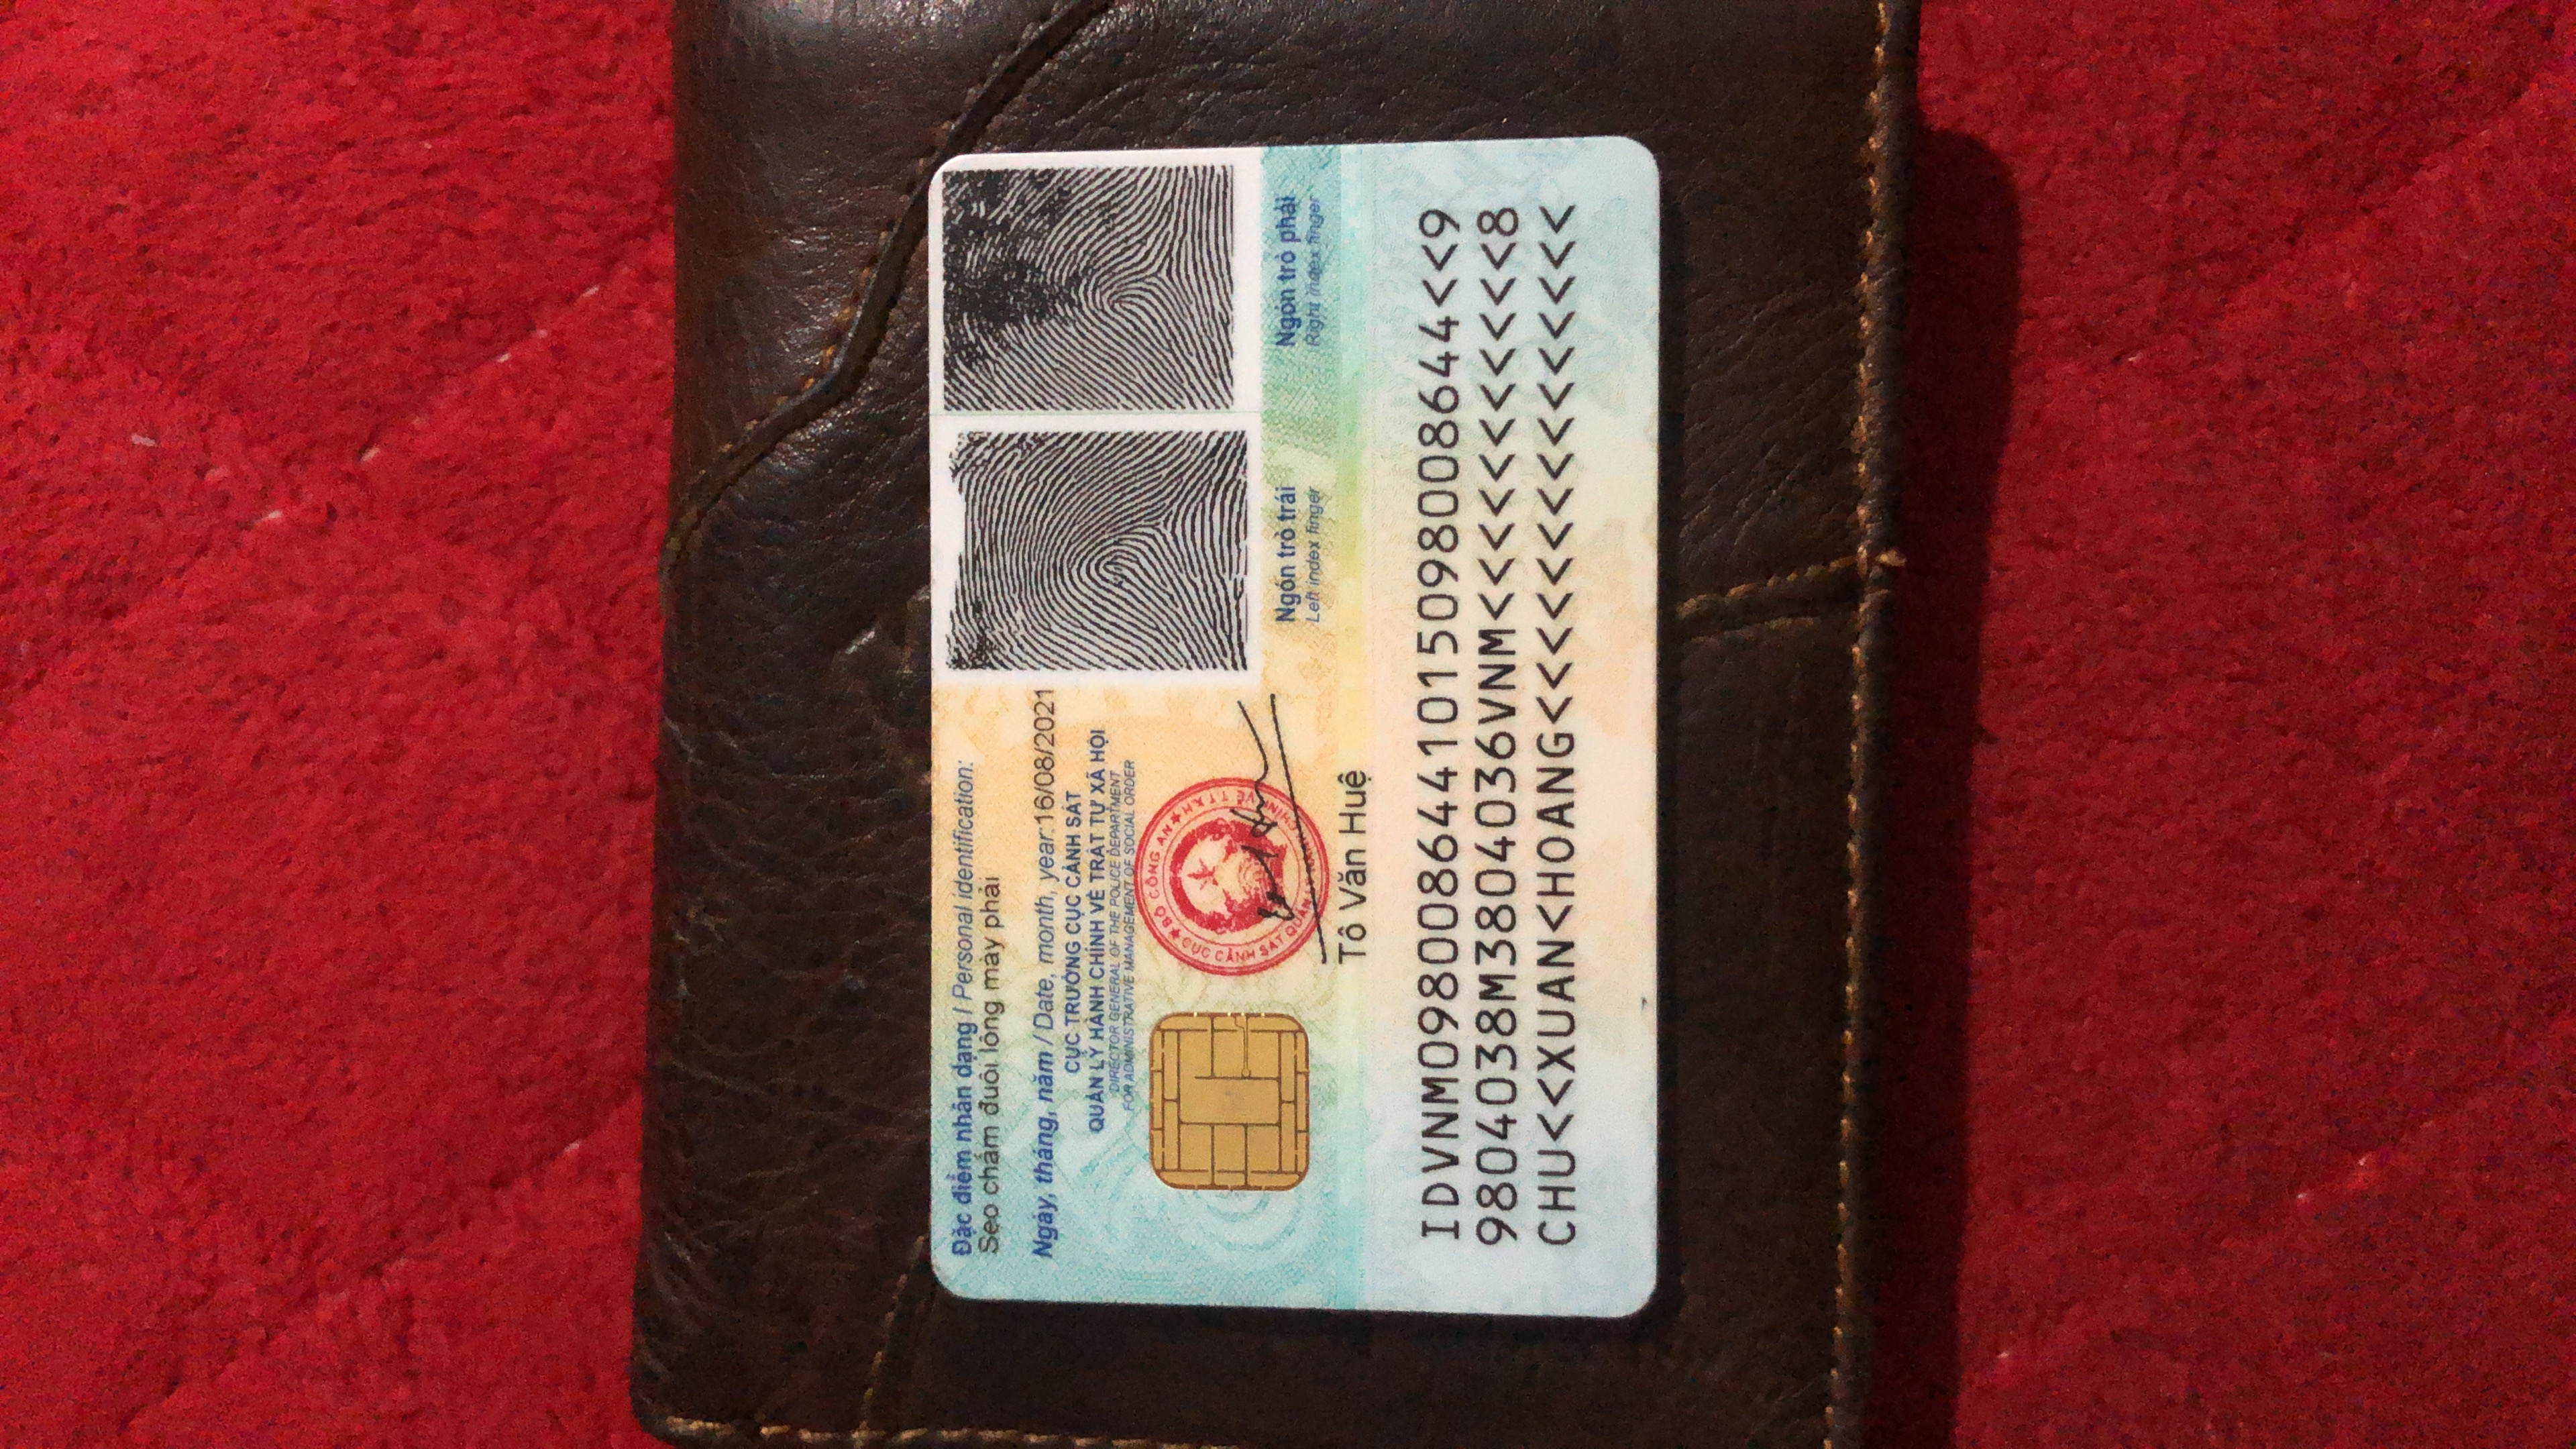 Đặc điểm nhân dạng / Personal identification:
Sẹo chấm đuôi lông mày phải
Ngày, tháng, năm / Date, month, year:16/08/2021
CỤC TRƯỞNG CỤC CẢNH SÁT
QUẢN LÝ HÀNH CHÍNH VỀ TRẬT TỰ XÃ HỘI
DIRECTOR GENERAL OF THE POLICE DEPARTMENT
FOR ADMINISTRATIVE MANAGEMENT OF SOCIAL ORDER
BỘ CÔNG AN
CỤC CẢNH SÁT QUẢN LÝ HÀNH CHÍNH VỀ TTXH
Tô Văn Huệ
Ngón trỏ trái
Left index finger
Ngón trỏ phải
Right index finger
IDVNM0980086441015098008644<<9
9804038M3804036VNM<<<<<<<<<<<8
CHU<<XUAN<HOANG<<<<<<<<<<<<<<<